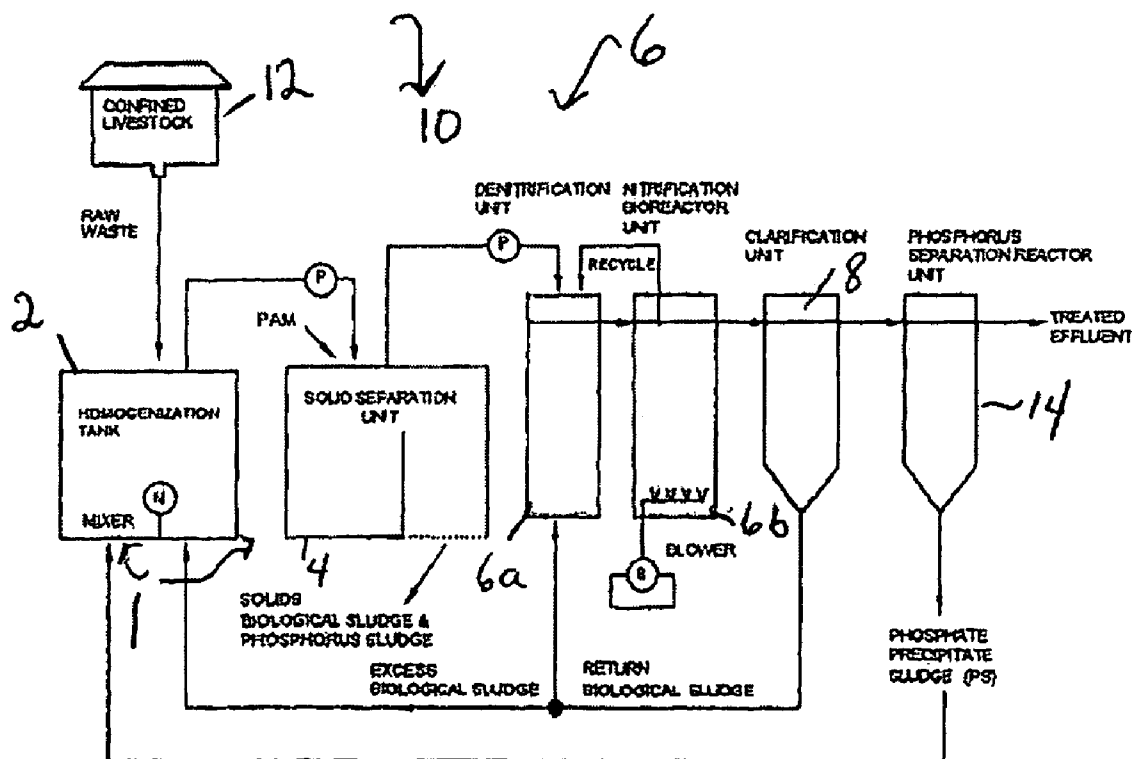 6
12
CONFINED
LIVESTOCK
10
RAW
WASTE
DENITRIFICATION
UNIT
NITRIFICATION
BIOREACTOR
UNIT
CLARIFICATION
UNIT
PHOSPHORUS
SEPARATION REACTOR
UNIT
P
RECYCLE
8
P
2
PAM
TREATED
EFFLUENT
HOMOGENIZATION
TANK
SOLID SEPARATION
UNIT
14
MIXER
1
4
6a
6b
BLOWER
B
SOLIDS
BIOLOGICAL SLUDGE &
PHOSPHORUS SLUDGE
EXCESS
BIOLOGICAL SLUDGE
RETURN
BIOLOGICAL SLUDGE
PHOSPHATE
PRECIPITATE
SLUDGE (PS)